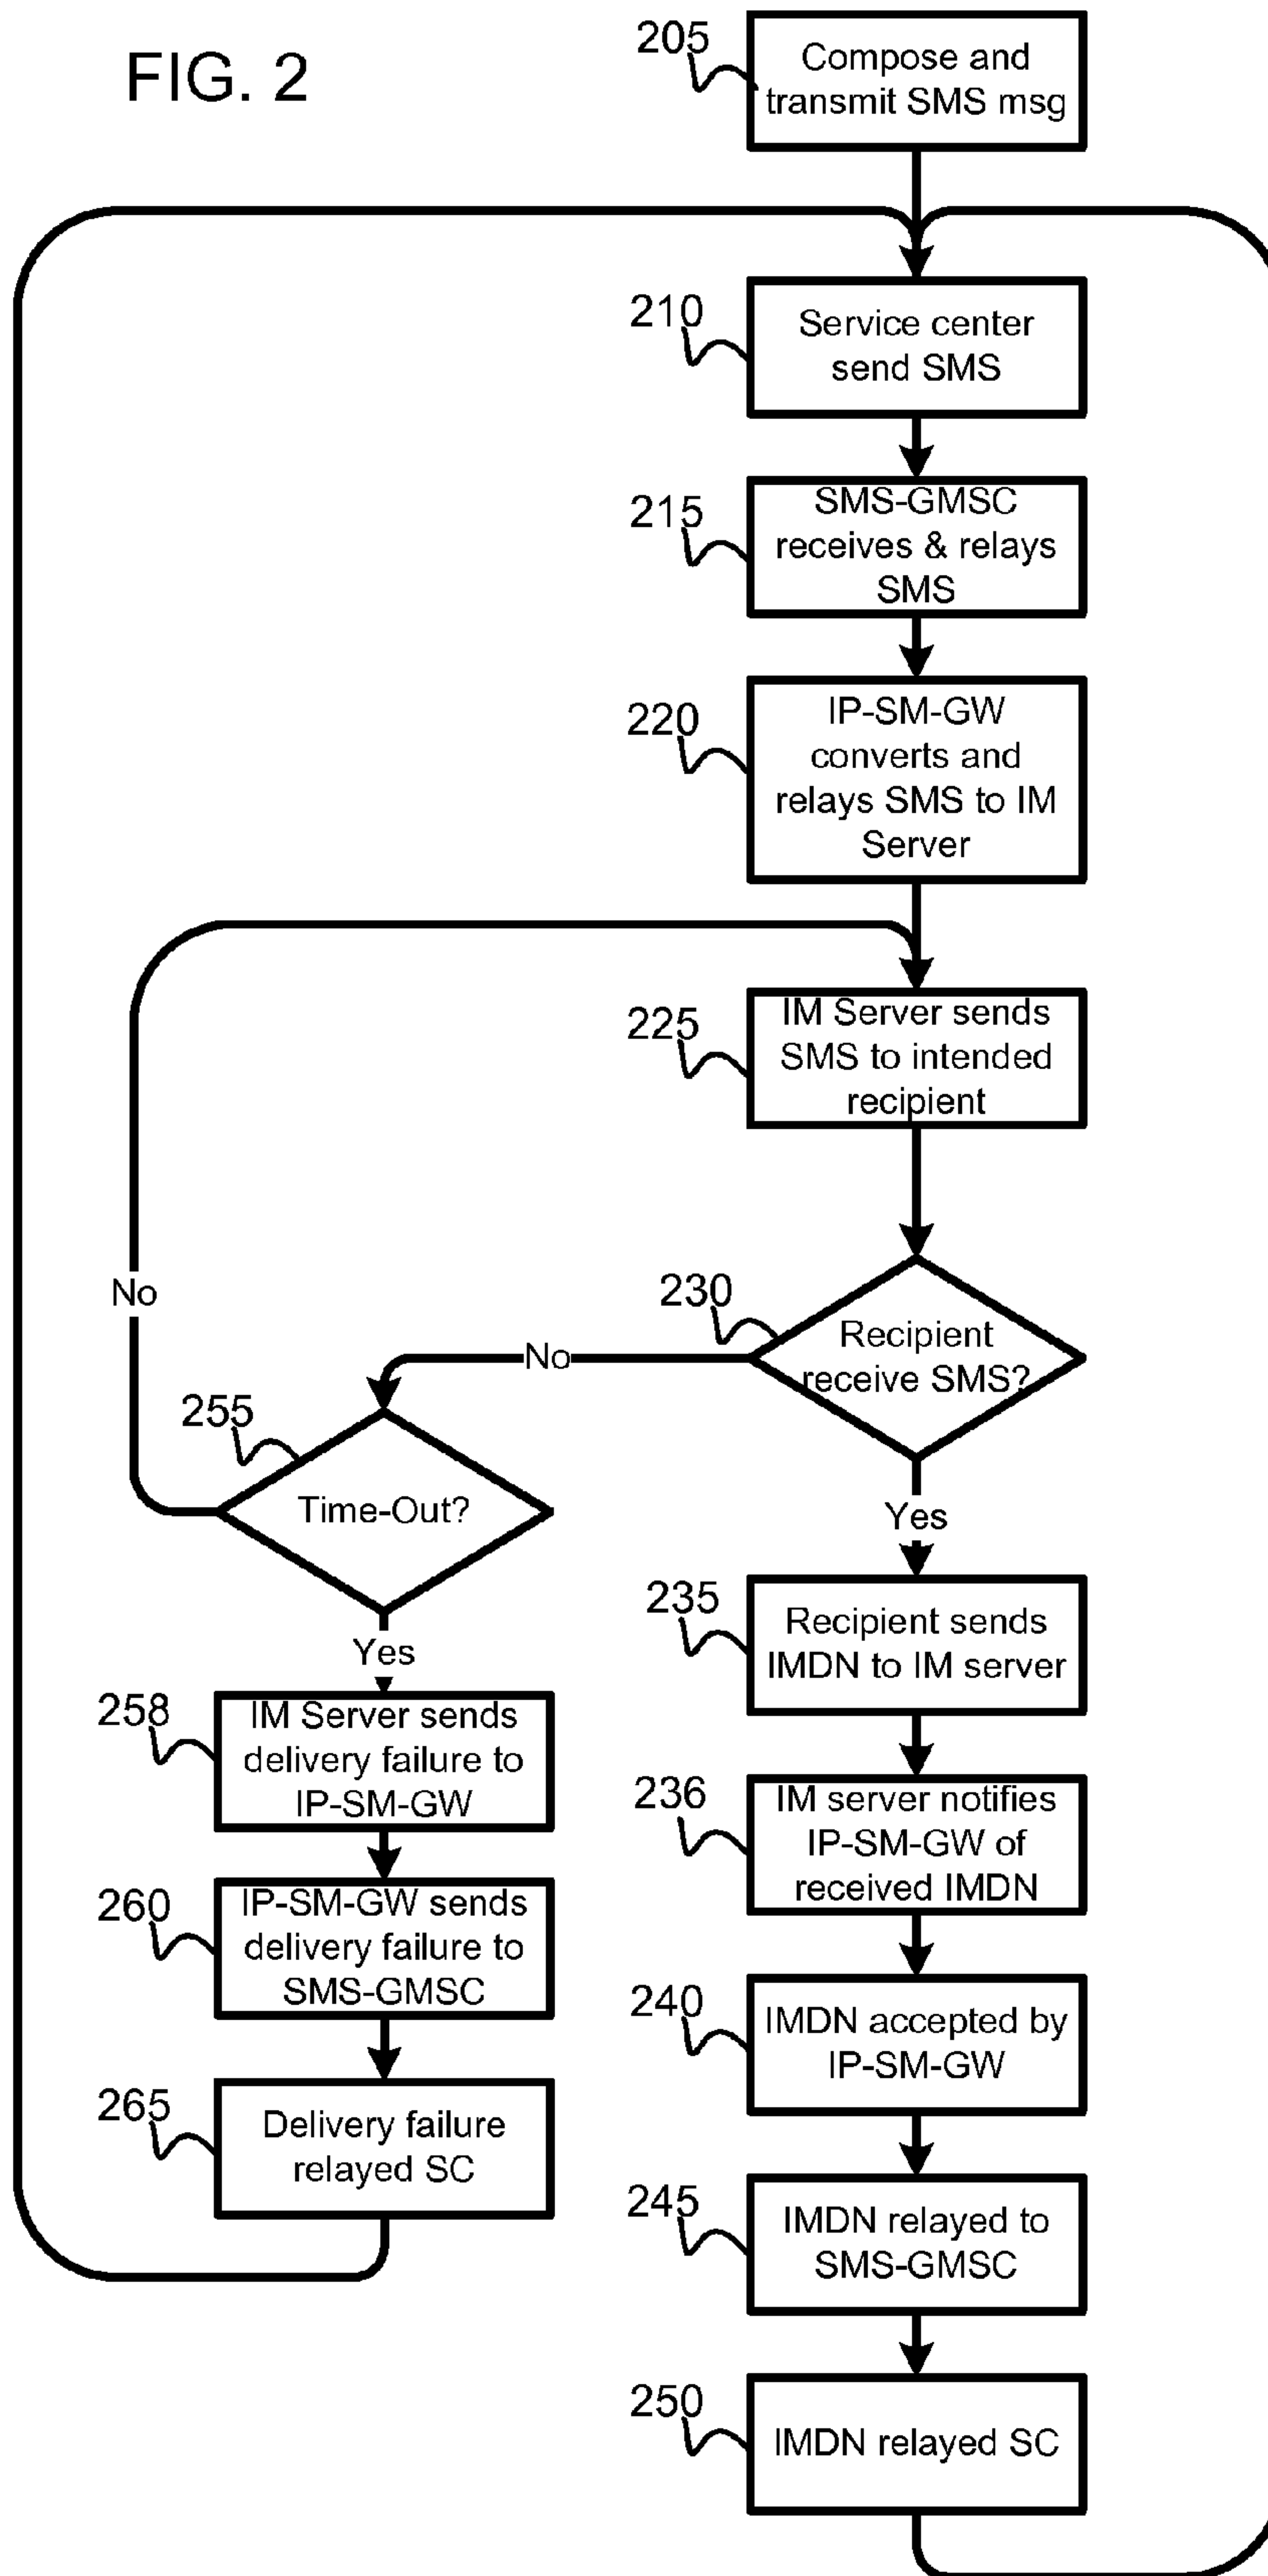 FIG. 2
205
Compose and
transmit SMS msg
210
Service center
send SMS
215
SMS-GMSC
receives & relays
SMS
220
IP-SM-GW
converts and
relays SMS to IM
Server
225
IM Server sends
SMS to intended
recipient
230
Recipient
receive SMS?
No
No
255
Time-Out?
Yes
Yes
235
Recipient sends
IMDN to IM server
258
IM Server sends
delivery failure to
IP-SM-GW
236
IM server notifies
IP-SM-GW of
received IMDN
260
IP-SM-GW sends
delivery failure to
SMS-GMSC
240
IMDN accepted by
IP-SM-GW
265
Delivery failure
relayed SC
245
IMDN relayed to
SMS-GMSC
250
IMDN relayed SC